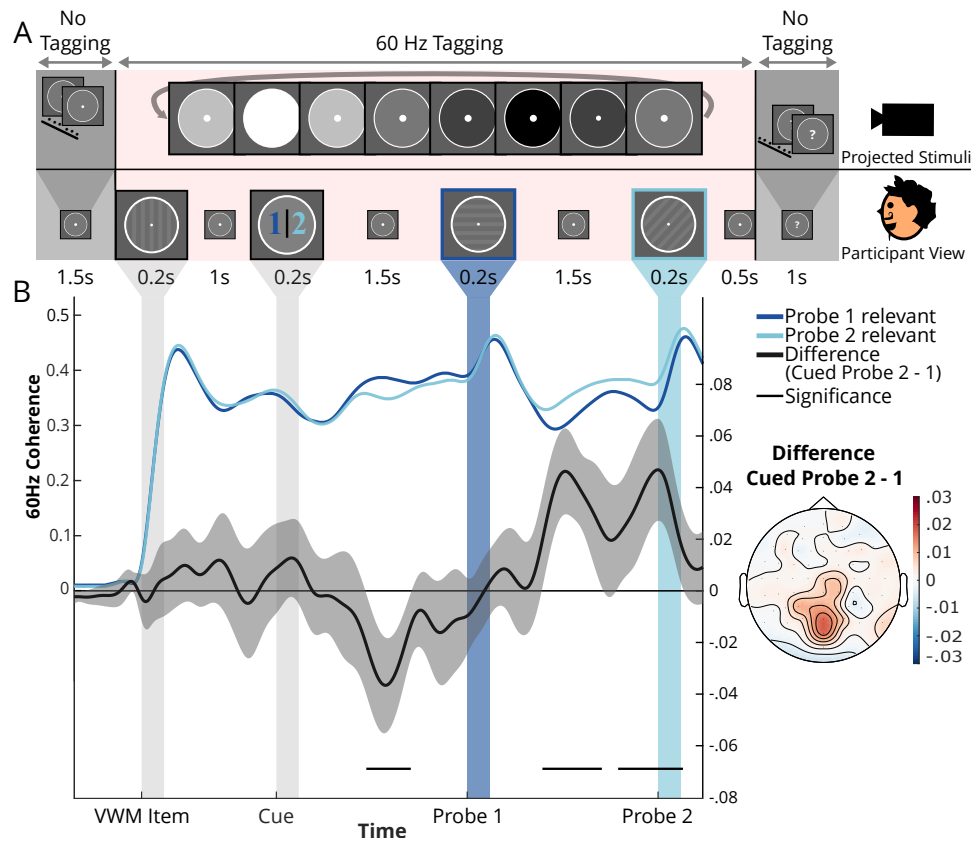 A
No
Tagging
60 Hz Tagging
No
Tagging
?
Projected Stimuli
1|2
?
Participant View
1.5s
0.2s
1s
0.2s
1.5s
0.2s
1.5s
0.2s
0.5s
1s
B
60Hz Coherence
0.5
0.4
0.3
0.2
0.1
0
.08
.06
.04
.02
0
-.02
-.04
-.06
-.08
VWM Item
Cue
Probe 1
Probe 2
Time
Probe 1 relevant
Probe 2 relevant
Difference
(Cued Probe 2 - 1)
Significance
Difference
Cued Probe 2 - 1
.03
.02
.01
0
-.01
-.02
-.03